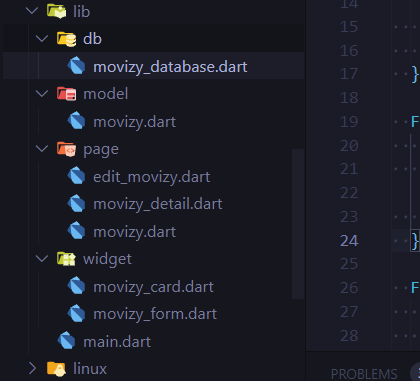 lib
db
movizy_database.dart
model
movizy.dart
page
edit_movizy.dart
movizy_detail.dart
movizy.dart
widget
movizy_card.dart
movizy_form.dart
main.dart
linux
14
15
16
17 }
18
19 F
20
21
22
23
24 }
25
26 F
27
28
PROBLEMS